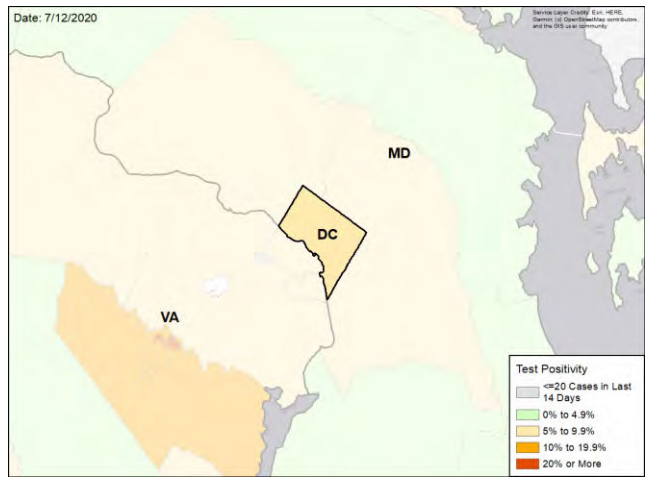 Date: 7/12/2020
Service Layer Credits: Esri, HERE,
Garmin, (c) OpenStreetMap contributors,
and the GIS user community
MD
DC
VA
Test Positivity
<=20 Cases in Last
14 Days
0% to 4.9%
5% to 9.9%
10% to 19.9%
20% or More